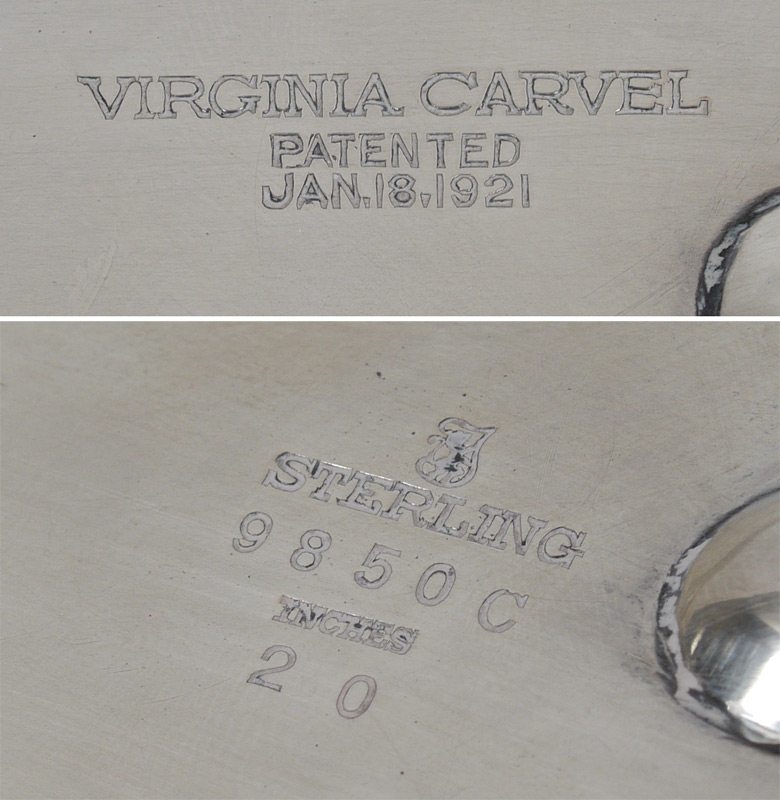 VIRGINIA CARVEL
PATENTED
JAN.18.1921
STERLING
9850C
INCHES
20